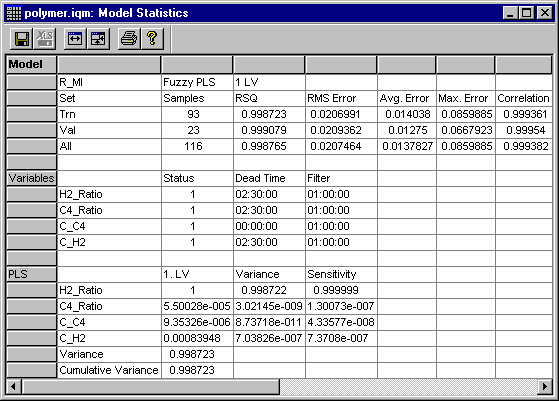 polymer.iqm: Model Statistics
XLS
?
Model
R_MI Fuzzy PLS 1 LV
Set Samples RSQ RMS Error Avg. Error Max. Error Correlation
Trn 93 0.998723 0.0206991 0.014038 0.0859885 0.999361
Val 23 0.999079 0.0209362 0.01275 0.0667923 0.99954
All 116 0.998765 0.0207464 0.0137827 0.0859885 0.999382
Variables Status Dead Time Filter
H2_Ratio 1 02:30:00 01:00:00
C4_Ratio 1 02:30:00 01:00:00
C_C4 1 00:00:00 01:00:00
C_H2 1 02:30:00 01:00:00
PLS 1. LV Variance Sensitivity
H2_Ratio 1 0.998722 0.999999
C4_Ratio 5.50028e-005 3.02145e-009 1.30073e-007
C_C4 9.35326e-006 8.73718e-011 4.33577e-008
C_H2 0.00083948 7.03826e-007 7.3708e-007
Variance 0.998723
Cumulative Variance 0.998723